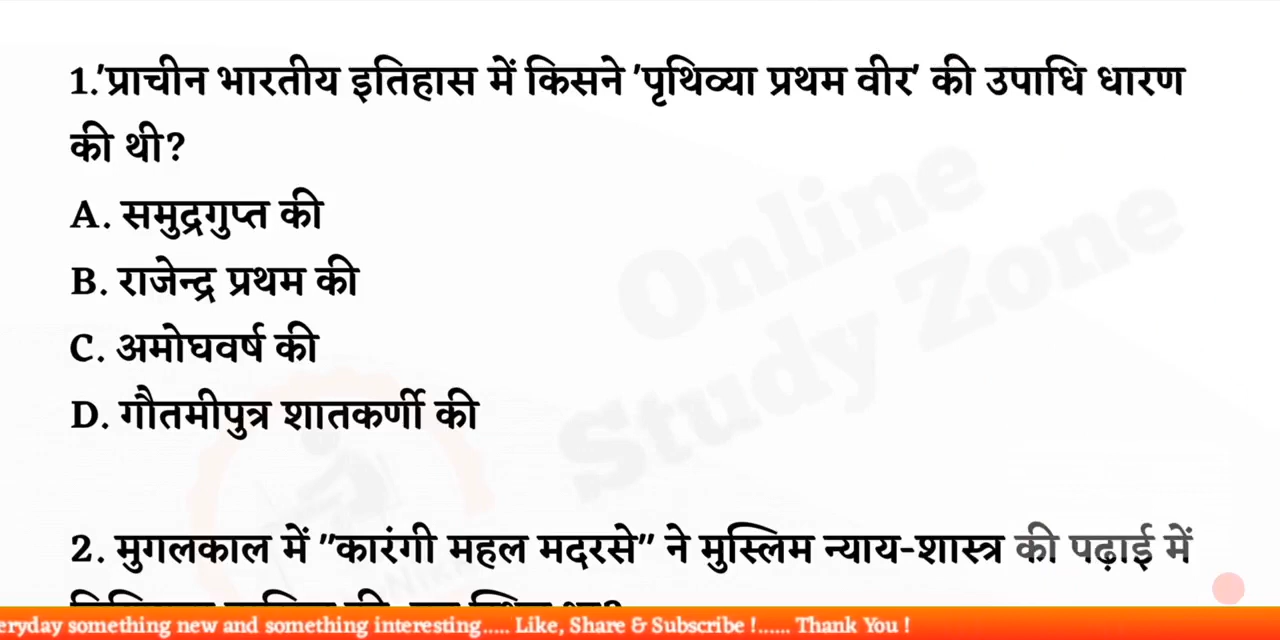 1.'प्राचीन भारतीय इतिहास में किसने 'पृथिव्या प्रथम वीर' की उपाधि धारण
की थी?
A. समुद्रगुप्त की
B. राजेन्द्र प्रथम की
C. अमोघवर्ष की
D. गौतमीपुत्र शातकर्णी की
Online
Study Zone
2. मुगलकाल में "कारंगी महल मदरसे" ने मुस्लिम न्याय-शास्त्र की पढ़ाई में
eryday something new and something interesting..... Like, Share & Subscribe !...... Thank You !